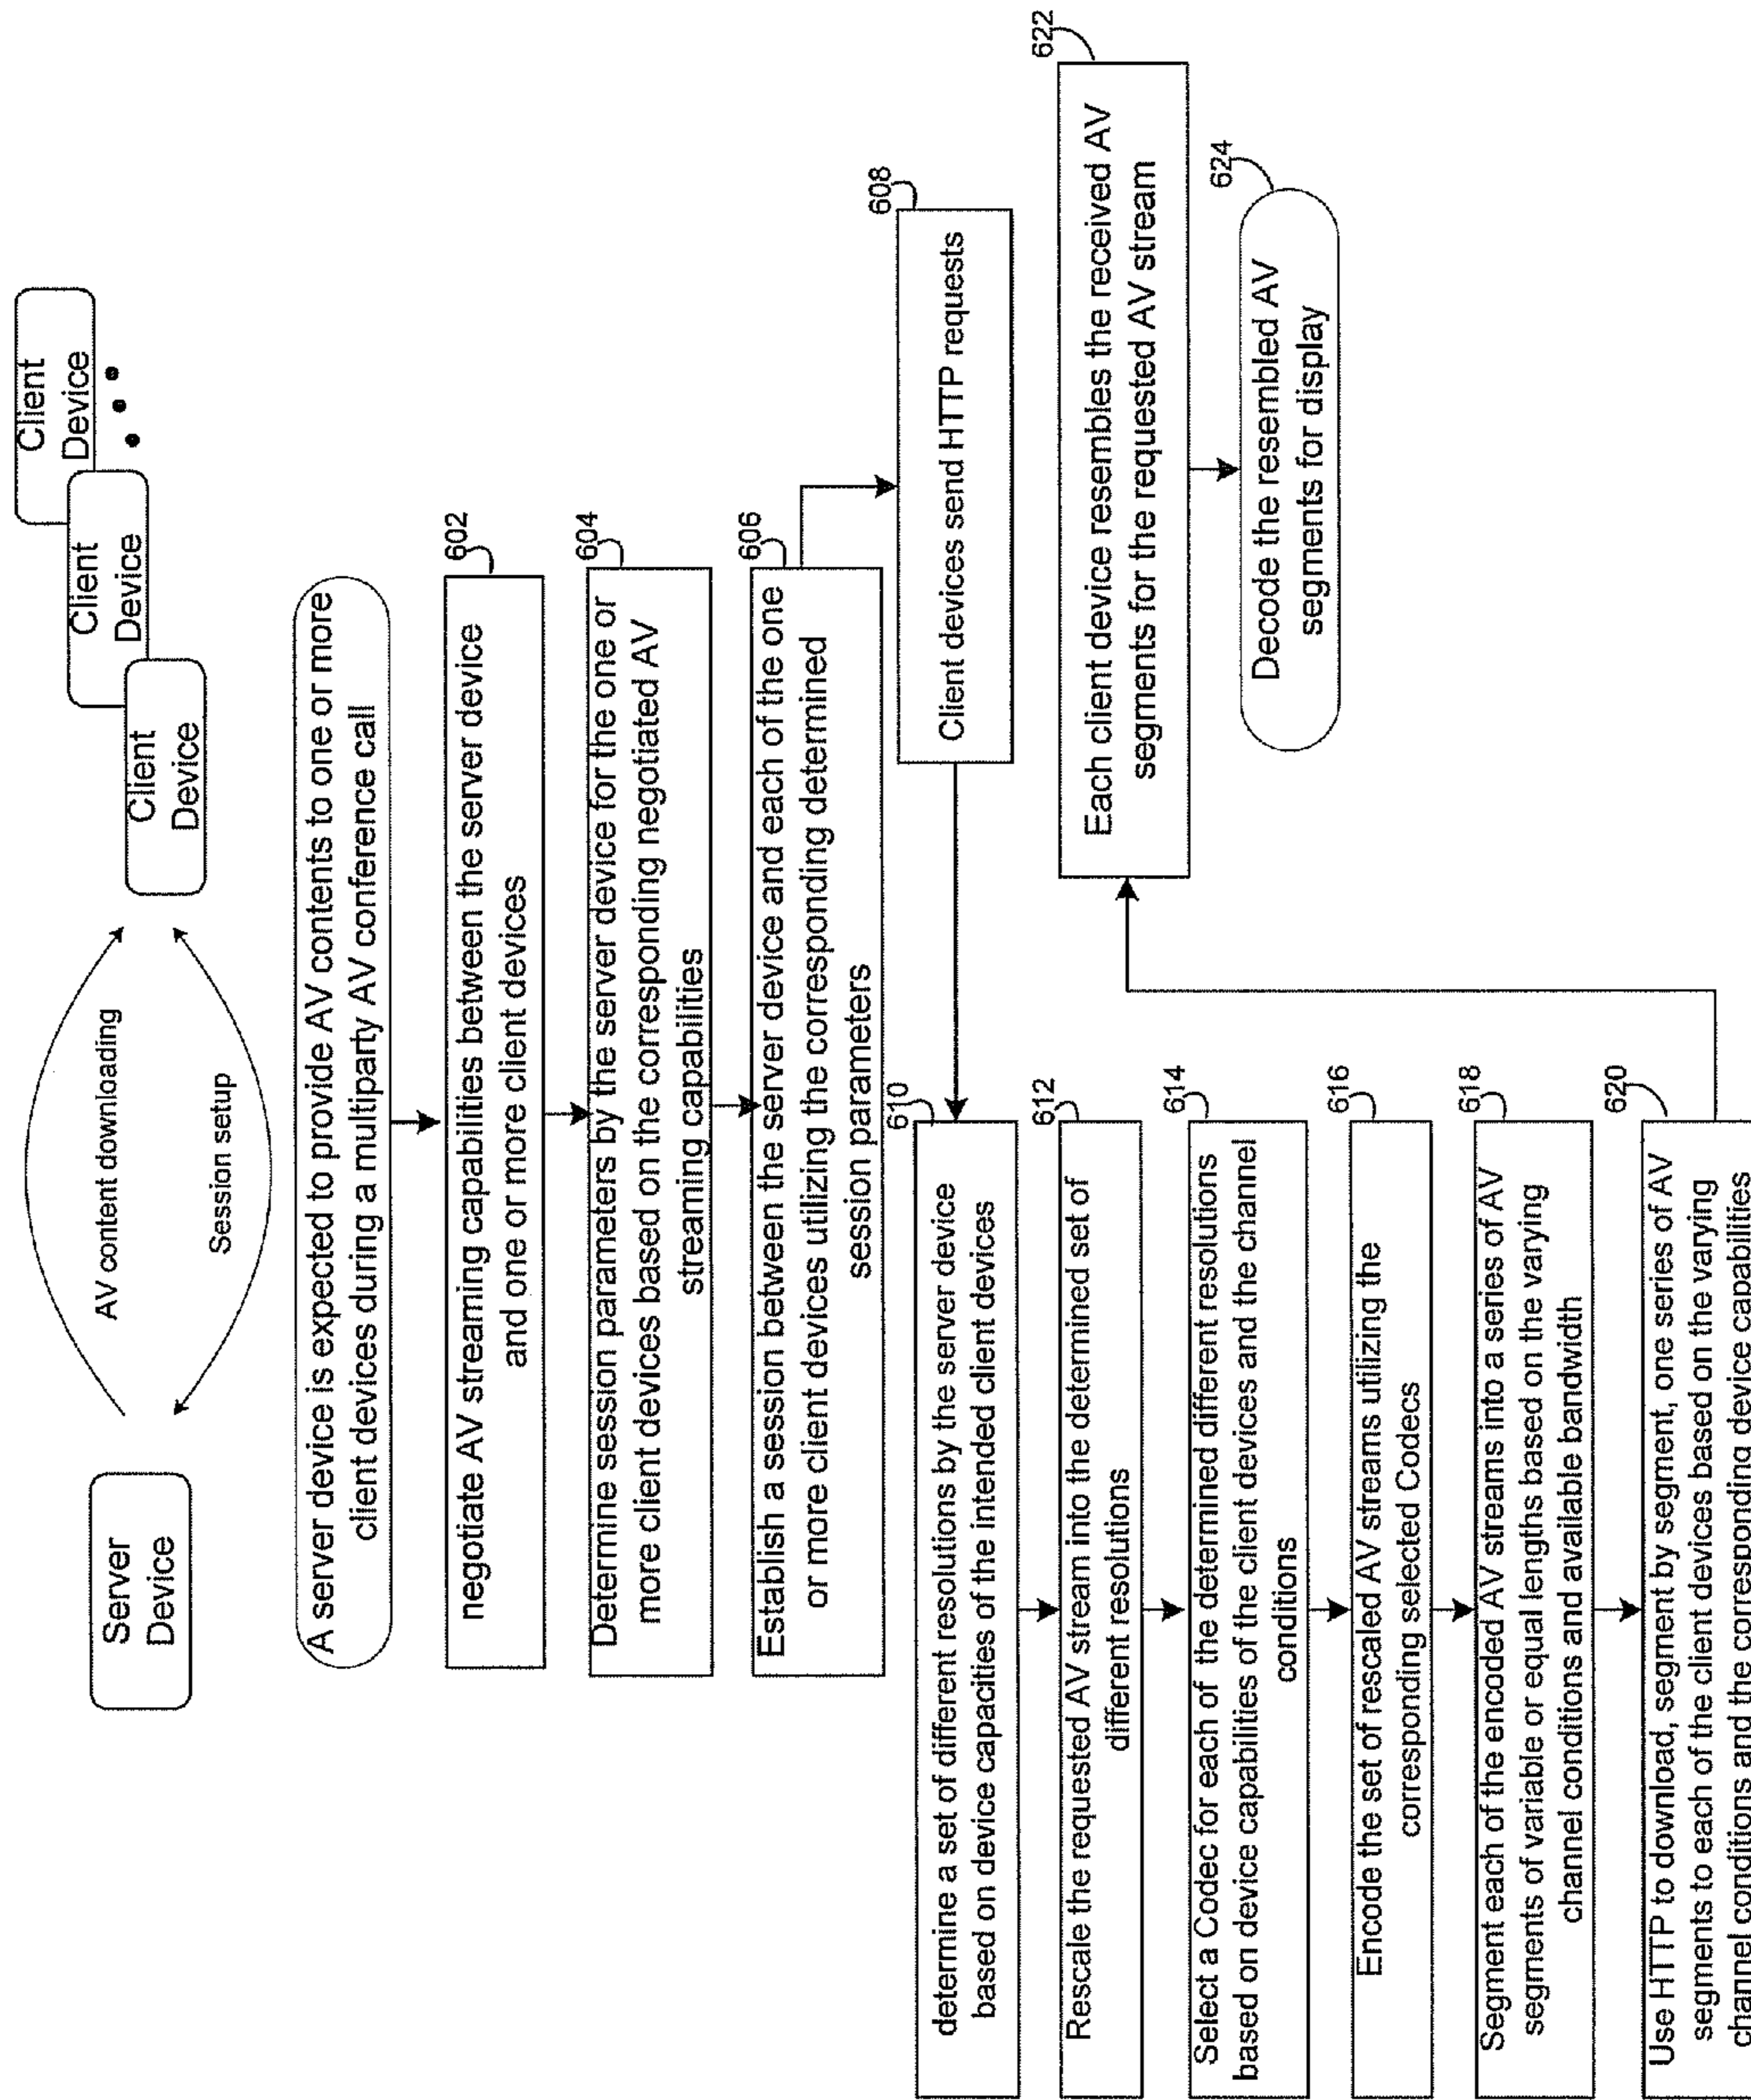 Server
Device
AV content downloading
Session setup
Client
Device
Client
Device
Client
Device
A server device is expected to provide AV contents to one or more
client devices during a multiparty AV conference call
602
negotiate AV streaming capabilities between the server device
and one or more client devices
604
Determine session parameters by the server device for the one or
more client devices based on the corresponding negotiated AV
streaming capabilities
606
Establish a session between the server device and each of the one
or more client devices utilizing the corresponding determined
session parameters
608
Client devices send HTTP requests
610
determine a set of different resolutions by the server device
based on device capacities of the intended client devices
612
Rescale the requested AV stream into the determined set of
different resolutions
614
Select a Codec for each of the determined different resolutions
based on device capabilities of the client devices and the channel
conditions
616
Encode the set of rescaled AV streams utilizing the
corresponding selected Codecs
618
Segment each of the encoded AV streams into a series of AV
segments of variable or equal lengths based on the varying
channel conditions and available bandwidth
620
Use HTTP to download, segment by segment, one series of AV
segments to each of the client devices based on the varying
channel conditions and the corresponding device capabilities
622
Each client device resembles the received AV
segments for the requested AV stream
624
Decode the resembled AV
segments for display